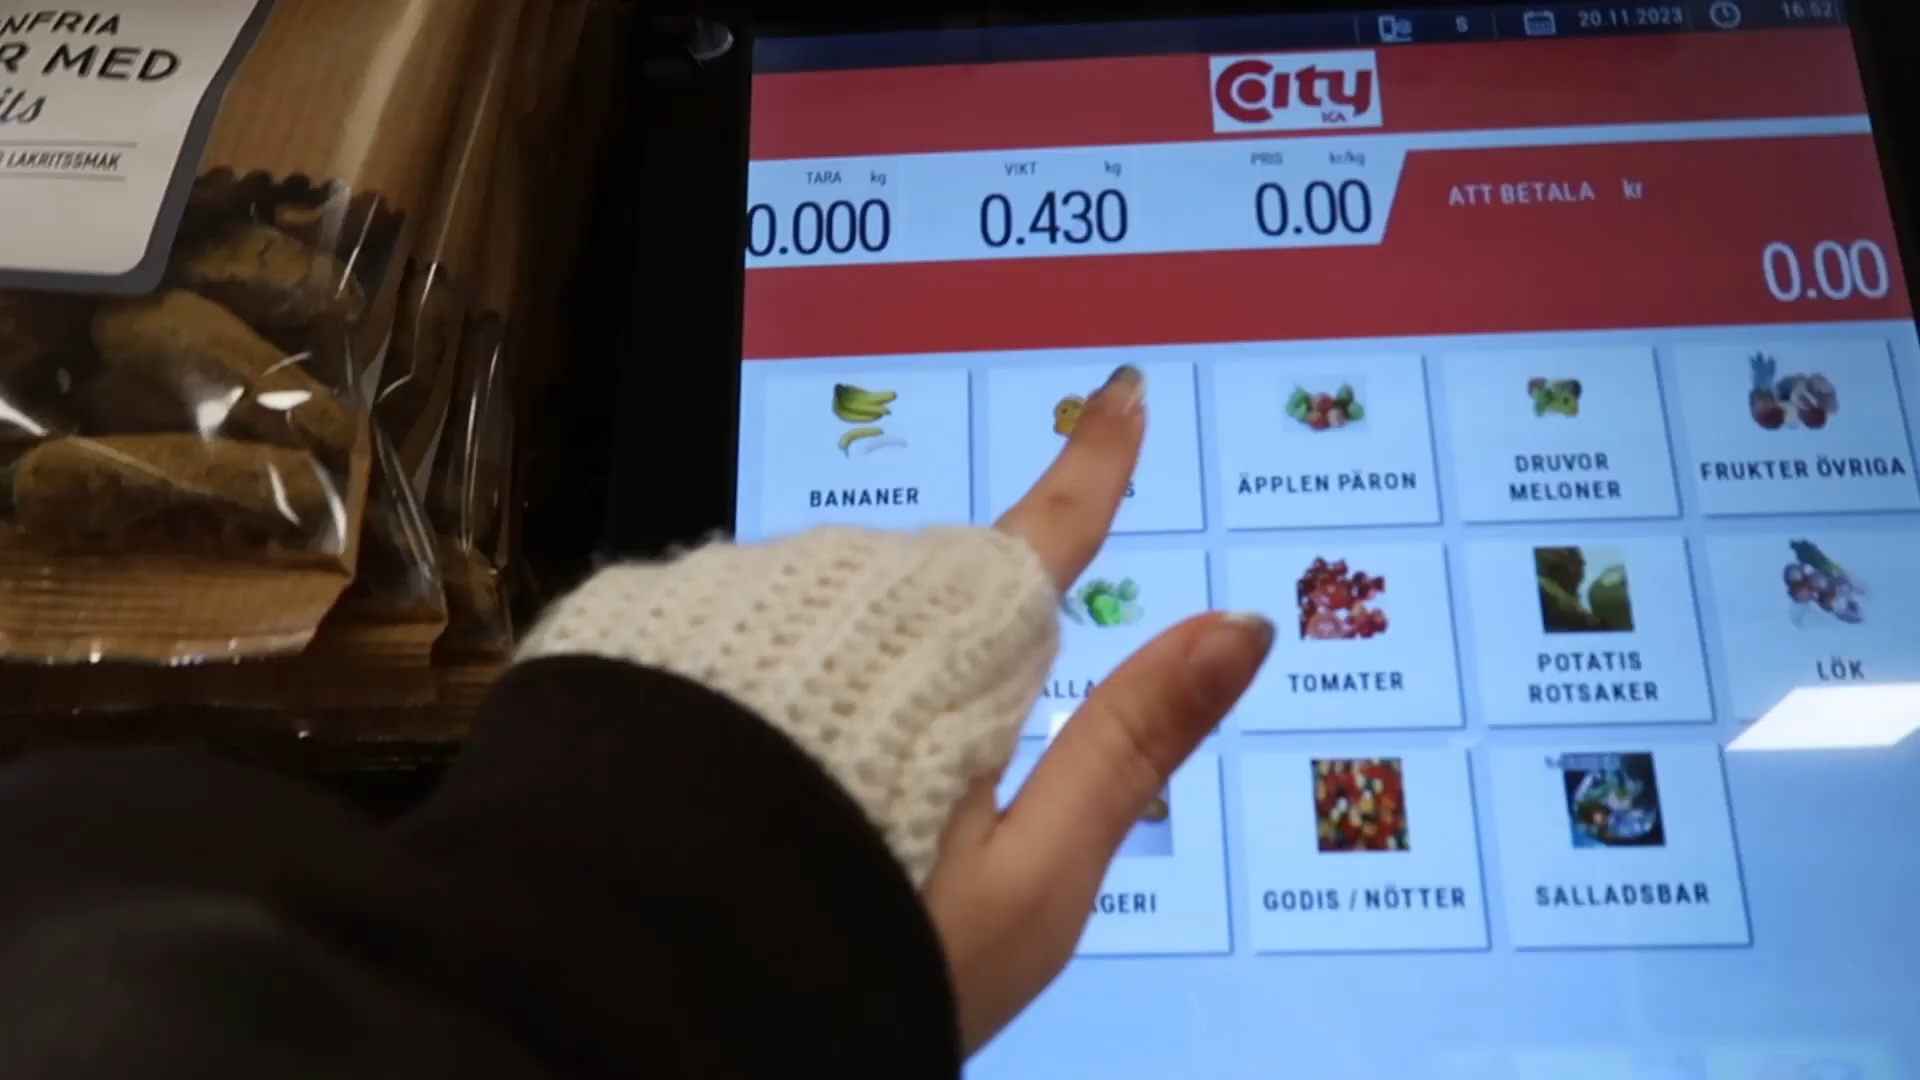 NFRIA
R MED
its
LAKRITSSMAK
S 20.11.2023 16:52
City
ICA
TARA kg
0.000
VIKT kg
0.430
PRIS kr/kg
0.00
ATT BETALA kr
0.00
BANANER
S
ÄPPLEN PÄRON
DRUVOR
MELONER
FRUKTER ÖVRIGA
ALLA
TOMATER
POTATIS
ROTSAKER
LÖK
GERI
GODIS / NÖTTER
SALLADSBAR